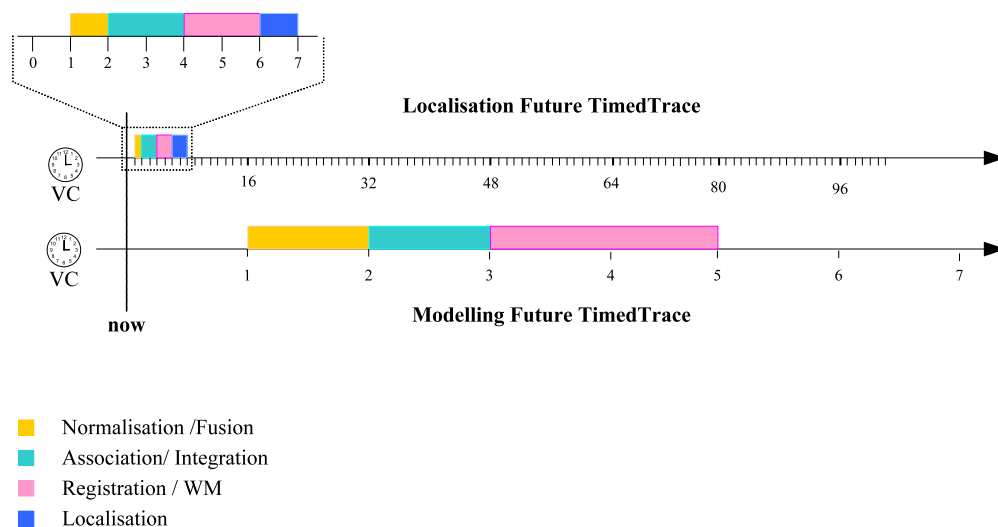 0 1 2 3 4 5 6 7
Localisation Future TimedTrace
VC
16 32 48 64 80 96
VC
1 2 3 4 5 6 7
now
Modelling Future TimedTrace
Normalisation /Fusion
Association/ Integration
Registration / WM
Localisation